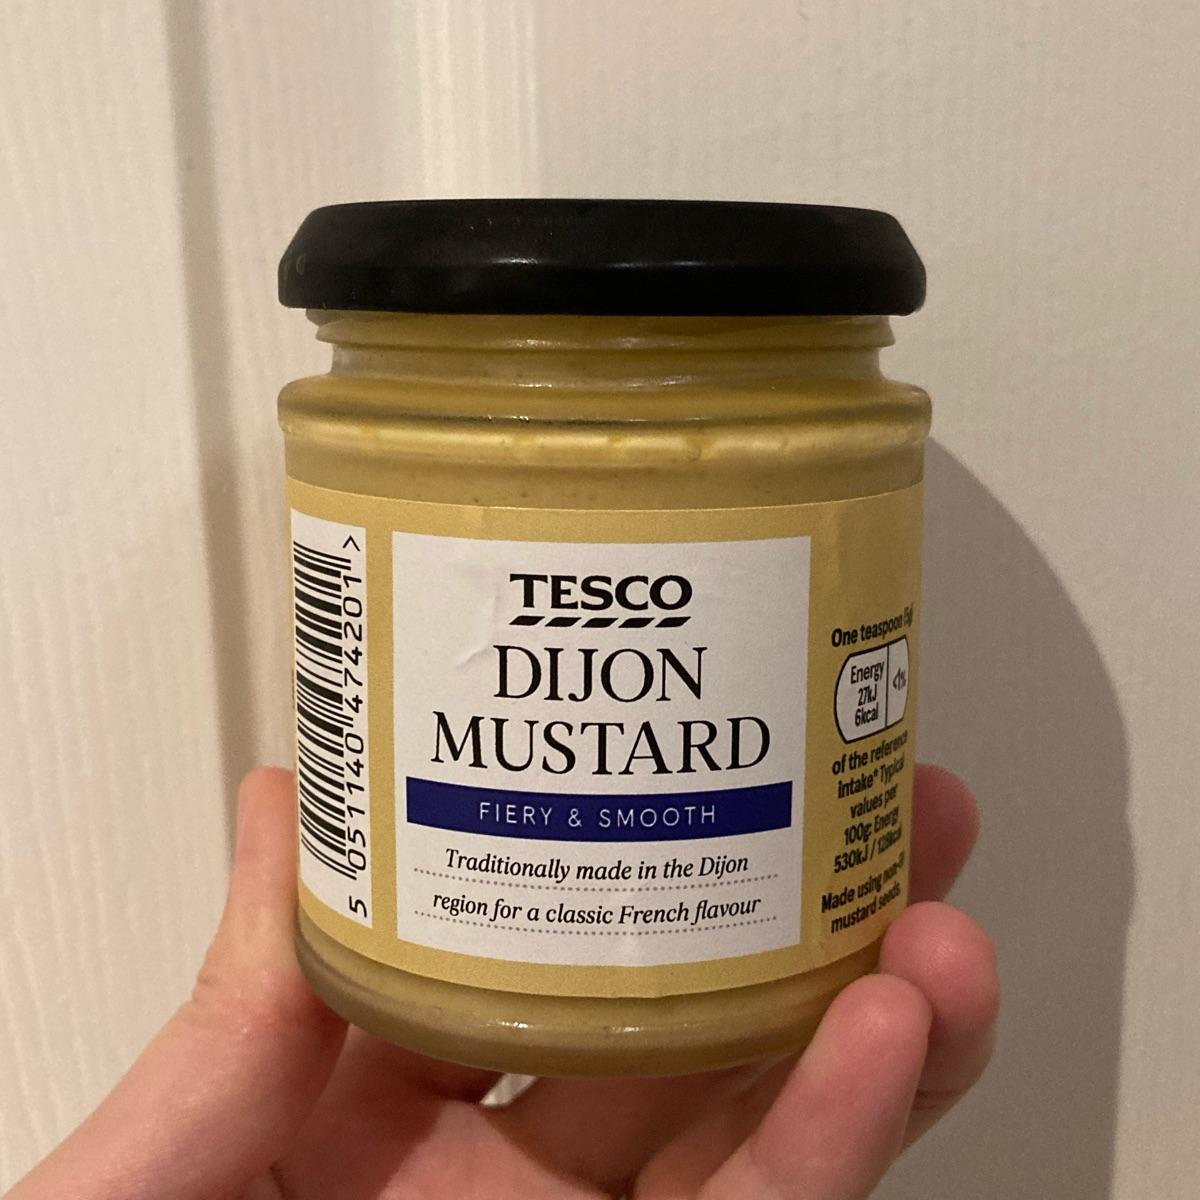 TESCO
DIJON
MUSTARD
FIERY & SMOOTH
Traditionally made in the Dijon
region for a classic French flavour
5 051140 474201 >
One teaspoon (5g)
Energy
27kJ
6kcal
<1%
of the reference
intake* Typical
values per
100g: Energy
530kJ / 128kcal
Made using
mustard seeds.